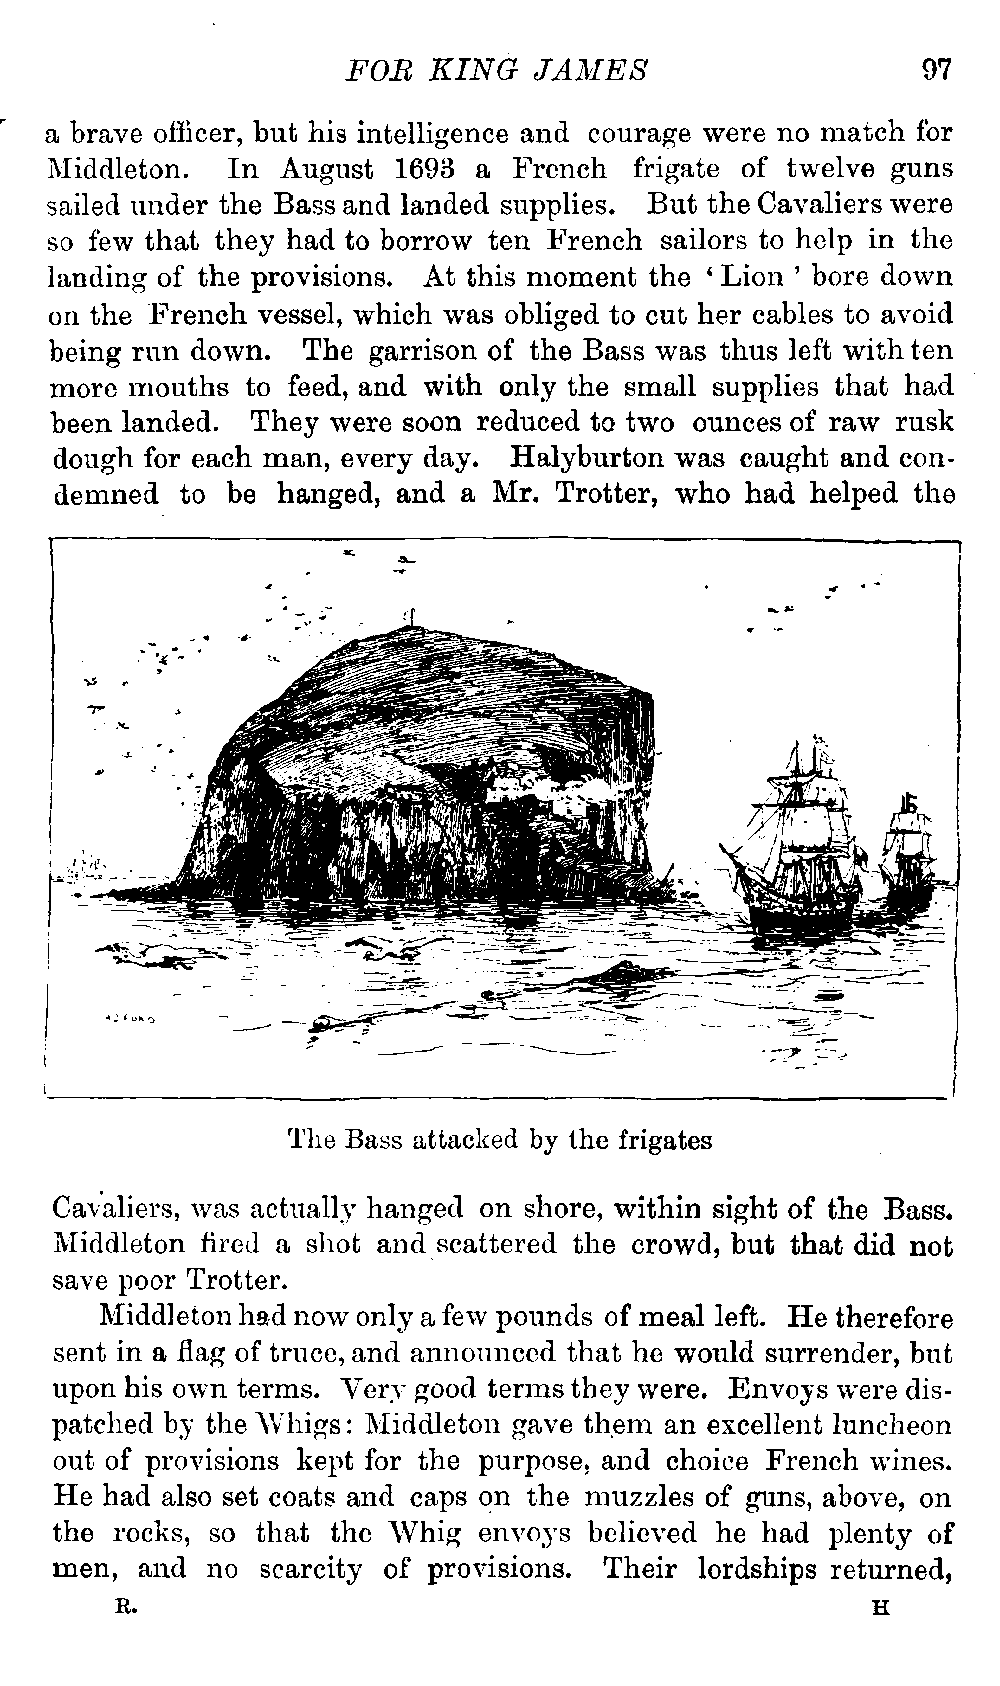 FOR KING JAMES 97
a brave officer, but his intelligence and courage were no match for
Middleton. In August 1693 a French frigate of twelve guns
sailed under the Bass and landed supplies. But the Cavaliers were
so few that they had to borrow ten French sailors to help in the
landing of the provisions. At this moment the ‘ Lion ’ bore down
on the French vessel, which was obliged to cut her cables to avoid
being run down. The garrison of the Bass was thus left with ten
more mouths to feed, and with only the small supplies that had
been landed. They were soon reduced to two ounces of raw rusk
dough for each man, every day. Halyburton was caught and con-
demned to be hanged, and a Mr. Trotter, who had helped the
The Bass attacked by the frigates
Cavaliers, was actually hanged on shore, within sight of the Bass.
Middleton fired a shot and scattered the crowd, but that did not
save poor Trotter.
Middleton had now only a few pounds of meal left. He therefore
sent in a flag of truce, and announced that he would surrender, but
upon his own terms. Very good terms they were. Envoys were dis-
patched by the Whigs: Middleton gave them an excellent luncheon
out of provisions kept for the purpose, and choice French wines.
He had also set coats and caps on the muzzles of guns, above, on
the rocks, so that the Whig envoys believed he had plenty of
men, and no scarcity of provisions. Their lordships returned,
R. H